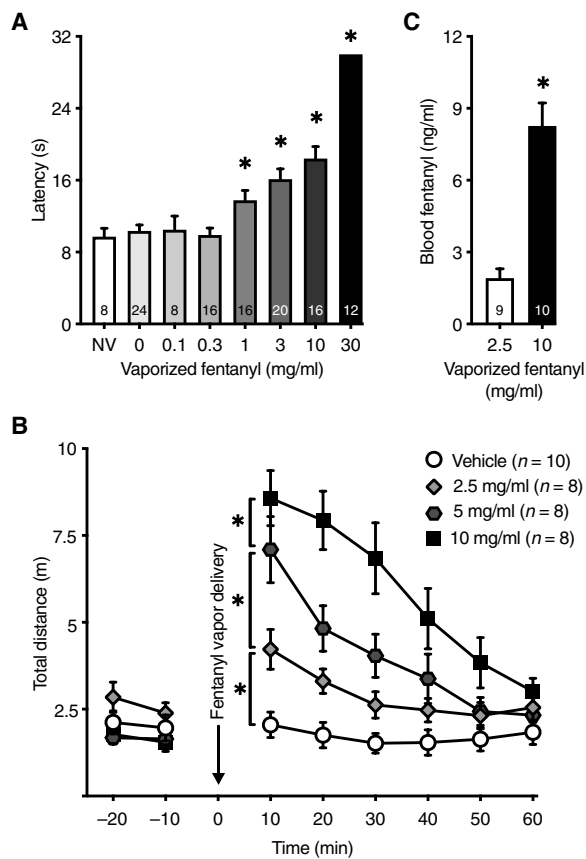 A
32
24
16
8
0
Latency (s)
*
*
*
*
8
24
8
16
16
20
16
12
NV 0 0.1 0.3 1 3 10 30
Vaporized fentanyl (mg/ml)
C
12
9
6
3
0
Blood fentanyl (ng/ml)
*
9
10
2.5 10
Vaporized fentanyl
(mg/ml)
B
10
7.5
5
2.5
Total distance (m)
Fentanyl vapor delivery
*
*
*
Vehicle (n = 10)
2.5 mg/ml (n = 8)
5 mg/ml (n = 8)
10 mg/ml (n = 8)
–20 –10 0 10 20 30 40 50 60
Time (min)